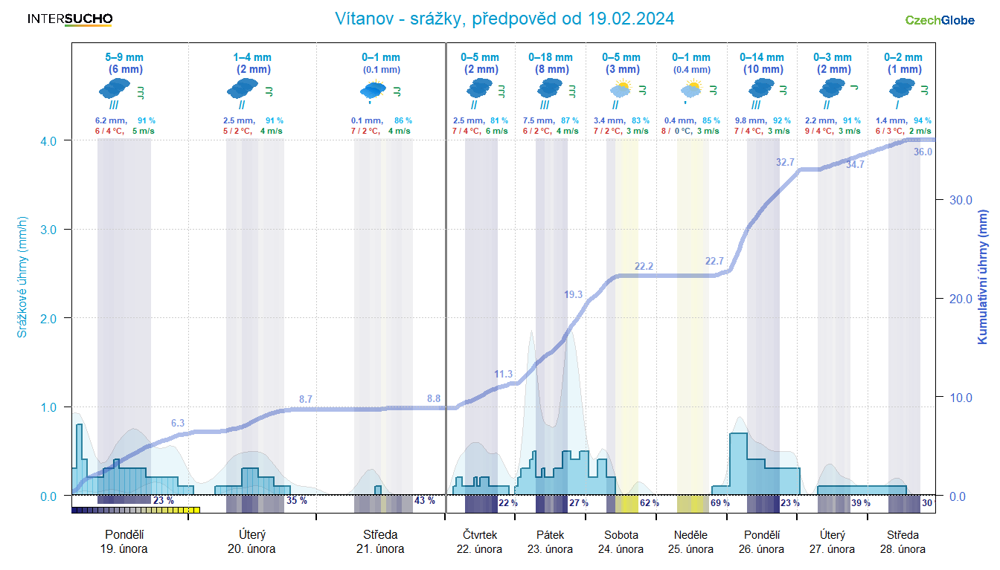 INTERSUCHO
Vítanov - srážky, předpověd od 19.02.2024
CzechGlobe
5–9 mm 1–4 mm 0–1 mm 0–5 mm 0–18 mm 0–5 mm 0–1 mm 0–14 mm 0–3 mm 0–2 mm
(6 mm) (2 mm) (0.1 mm) (2 mm) (8 mm) (3 mm) (0.4 mm) (10 mm) (2 mm) (1 mm)
6.2 mm, 91 % 2.5 mm, 91 % 0.1 mm, 86 % 2.5 mm, 81 % 7.5 mm, 87 % 3.4 mm, 83 % 0.4 mm, 85 % 9.8 mm, 92 % 2.2 mm, 91 % 1.4 mm, 94 %
6 / 4 °C, 5 m/s 5 / 2 °C, 4 m/s 7 / 2 °C, 4 m/s 7 / 4 °C, 6 m/s 6 / 2 °C, 4 m/s 7 / 2 °C, 3 m/s 8 / 0 °C, 3 m/s 7 / 4 °C, 3 m/s 9 / 4 °C, 3 m/s 6 / 3 °C, 2 m/s
4.0
3.0
2.0
1.0
0.0
Srážkové úhrny (mm/h)
6.3
8.7
8.8
11.3
19.3
22.2
22.7
32.7
34.7
36.0
30.0
20.0
10.0
0.0
Kumulativní úhrny (mm)
23 % 35 % 43 % 22 % 27 % 62 % 69 % 23 % 39 % 30
Pondělí Úterý Středa Čtvrtek Pátek Sobota Neděle Pondělí Úterý Středa
19. února 20. února 21. února 22. února 23. února 24. února 25. února 26. února 27. února 28. února